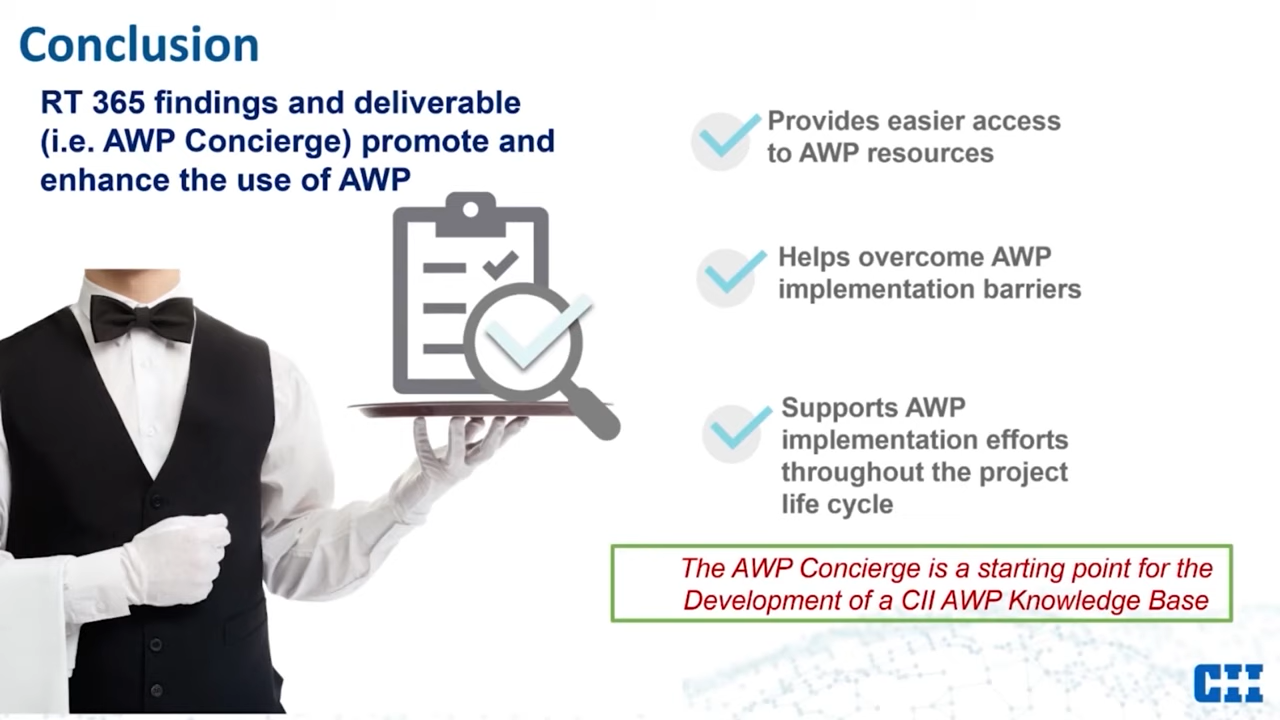 Conclusion
RT 365 findings and deliverable
(i.e. AWP Concierge) promote and
enhance the use of AWP
Provides easier access
to AWP resources
Helps overcome AWP
implementation barriers
Supports AWP
implementation efforts
throughout the project
life cycle
The AWP Concierge is a starting point for the
Development of a CII AWP Knowledge Base
CII